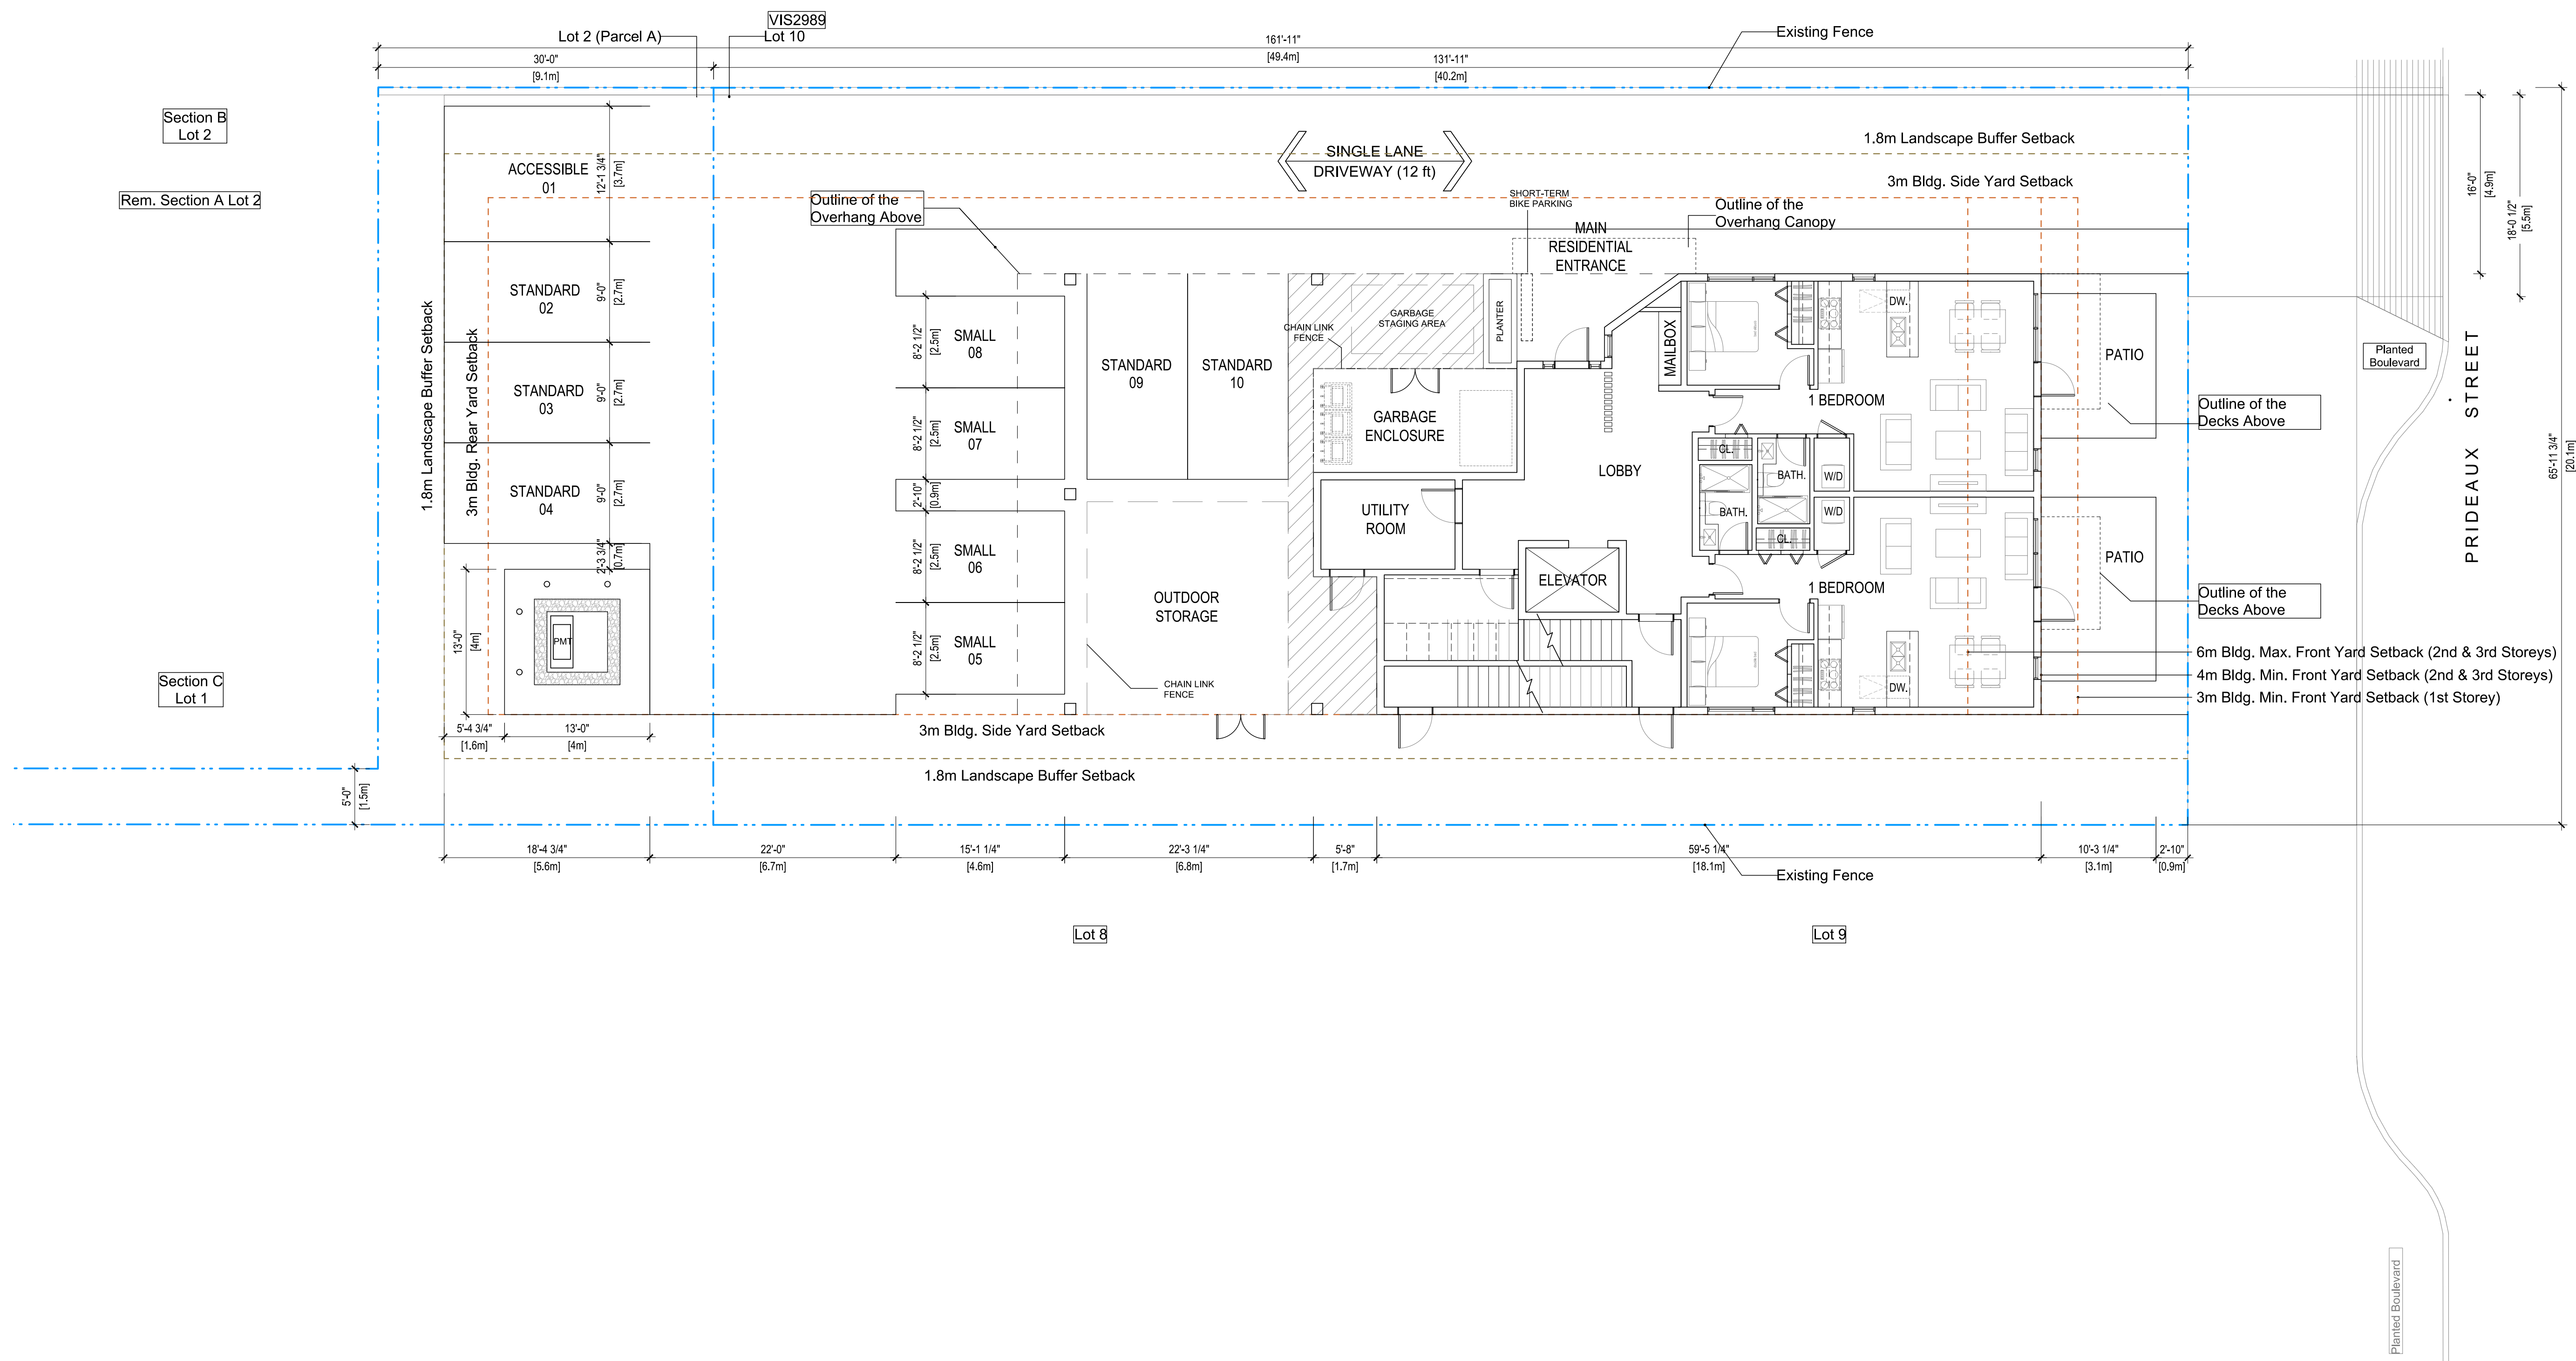 VIS2989
Lot 2 (Parcel A)
Lot 10
161'-11"
[49.4m]
Existing Fence
30'-0"
[9.1m]
131'-11"
[40.2m]
Section B
Lot 2
Rem. Section A Lot 2
ACCESSIBLE
01
12'-1 3/4"
[3.7m]
SINGLE LANE
DRIVEWAY (12 ft)
1.8m Landscape Buffer Setback
3m Bldg. Side Yard Setback
16'-0"
[4.9m]
18'-0 1/2"
[5.5m]
Outline of the
Overhang Above
SHORT-TERM
BIKE PARKING
Outline of the
Overhang Canopy
MAIN
RESIDENTIAL
ENTRANCE
STANDARD
02
9'-0"
[2.7m]
1.8m Landscape Buffer Setback
3m Bldg. Rear Yard Setback
SMALL
08
8'-2 1/2"
[2.5m]
STANDARD
09
STANDARD
10
CHAIN LINK
FENCE
GARBAGE
STAGING AREA
PLANTER
MAILBOX
DW.
PATIO
Planted
Boulevard
PRIDEAUX STREET
STANDARD
03
9'-0"
[2.7m]
SMALL
07
8'-2 1/2"
[2.5m]
GARBAGE
ENCLOSURE
1 BEDROOM
Outline of the
Decks Above
LOBBY
CL.
BATH.
W/D
65'-11 3/4"
[20.1m]
STANDARD
04
9'-0"
[2.7m]
2'-10"
[0.9m]
UTILITY
ROOM
BATH.
W/D
CL.
2'-3 3/4"
[0.7m]
SMALL
06
8'-2 1/2"
[2.5m]
OUTDOOR
STORAGE
ELEVATOR
1 BEDROOM
PATIO
Outline of the
Decks Above
PMT
13'-0"
[4m]
SMALL
05
8'-2 1/2"
[2.5m]
CHAIN LINK
FENCE
DW.
6m Bldg. Max. Front Yard Setback (2nd & 3rd Storeys)
4m Bldg. Min. Front Yard Setback (2nd & 3rd Storeys)
3m Bldg. Min. Front Yard Setback (1st Storey)
Section C
Lot 1
5'-4 3/4"
[1.6m]
13'-0"
[4m]
3m Bldg. Side Yard Setback
1.8m Landscape Buffer Setback
5'-0"
[1.5m]
18'-4 3/4"
[5.6m]
22'-0"
[6.7m]
15'-1 1/4"
[4.6m]
22'-3 1/4"
[6.8m]
5'-8"
[1.7m]
59'-5 1/4"
[18.1m]
10'-3 1/4"
[3.1m]
2'-10"
[0.9m]
Existing Fence
Lot 8
Lot 9
Planted Boulevard